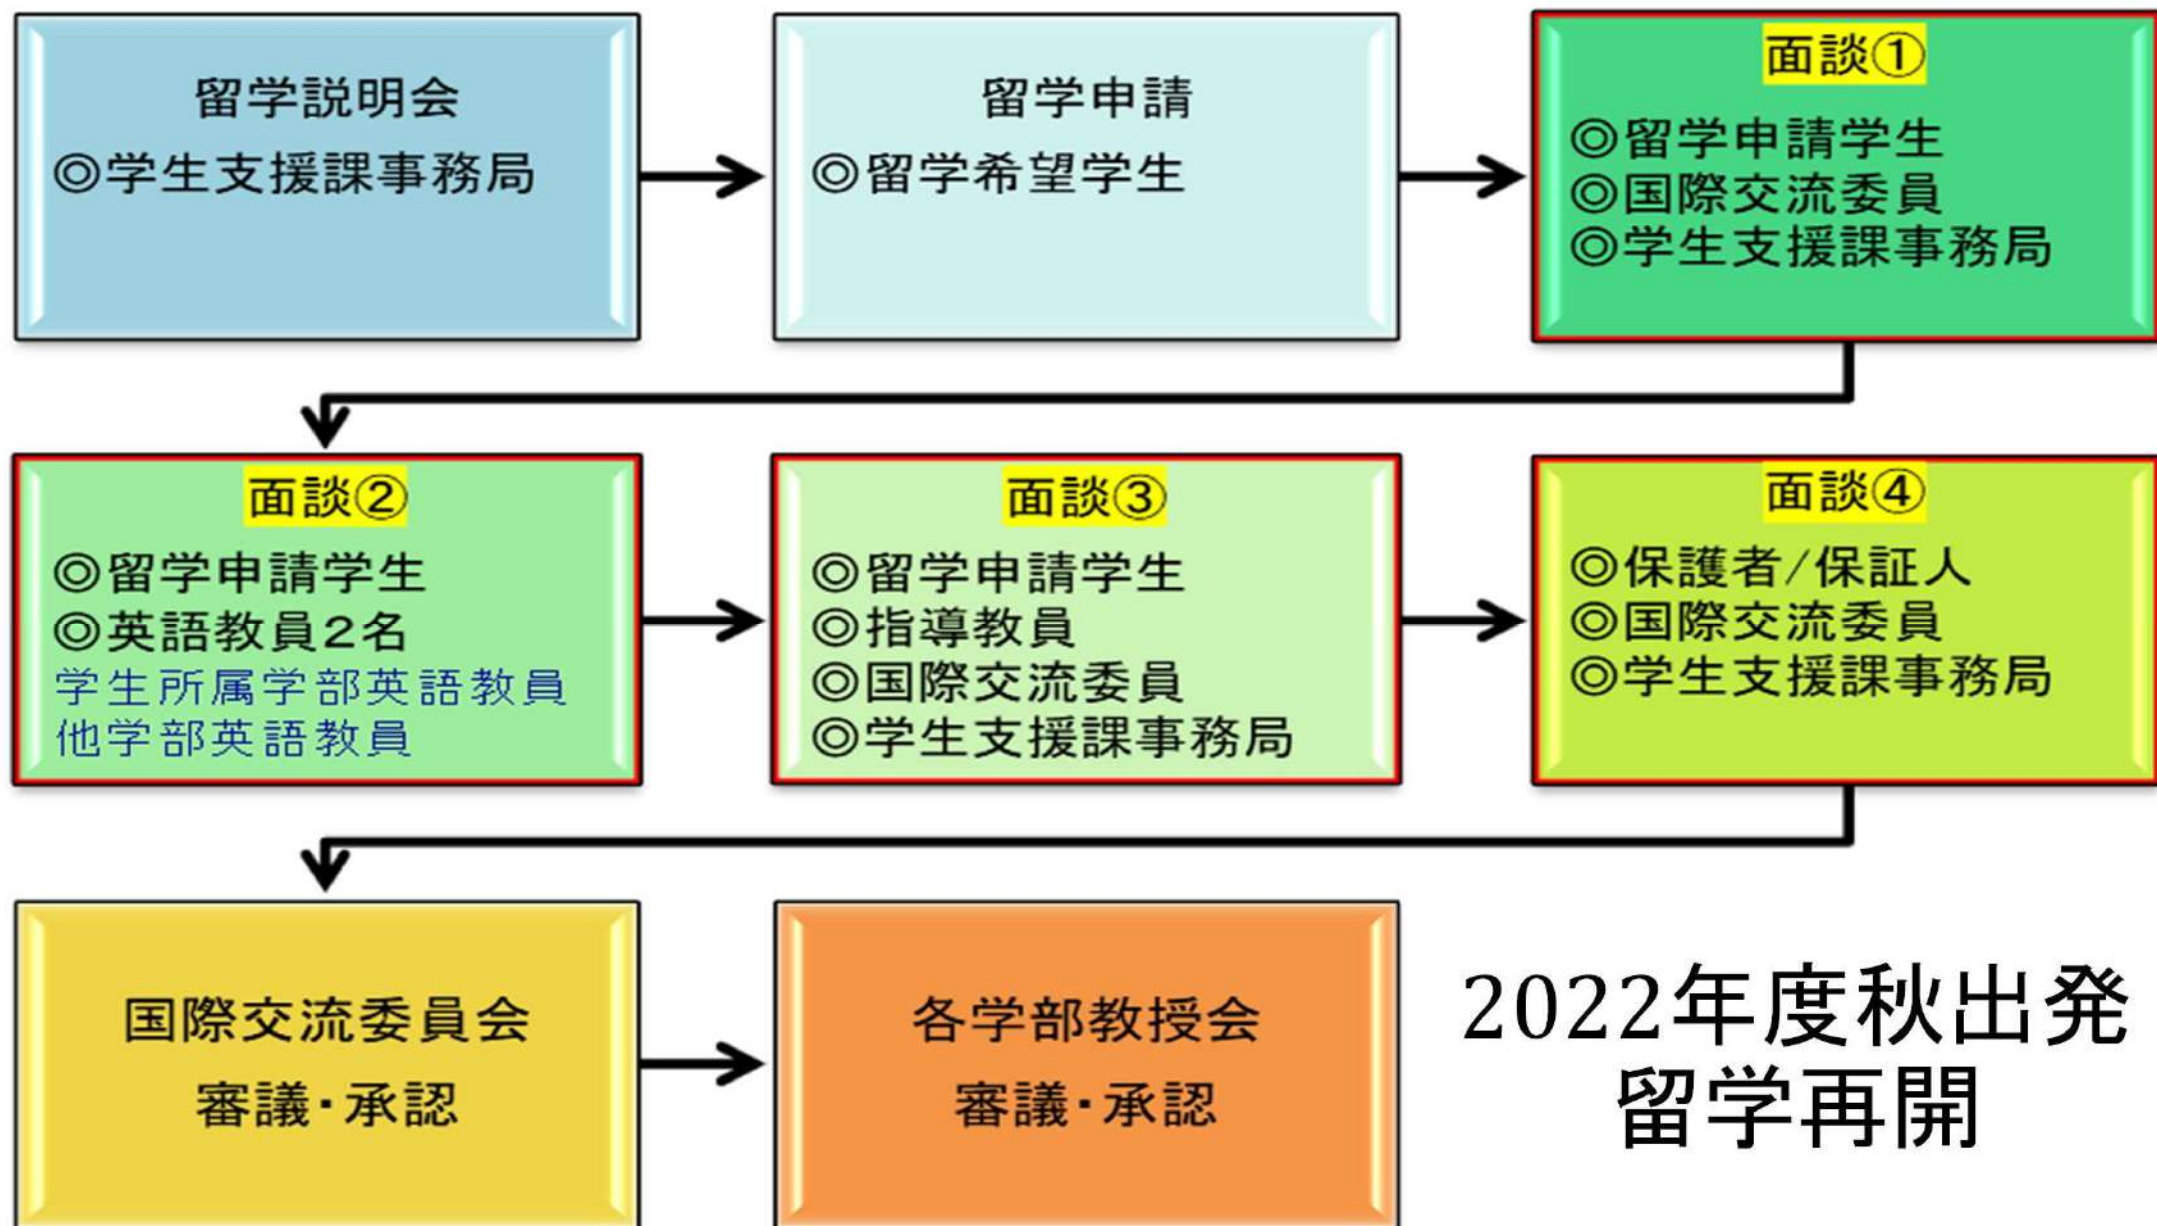 留学説明会
◎学生支援課事務局
留学申請
◎留学希望学生
面談①
◎留学申請学生
◎国際交流委員
◎学生支援課事務局
面談②
◎留学申請学生
◎英語教員2名
学生所属学部英語教員
他学部英語教員
面談③
◎留学申請学生
◎指導教員
◎国際交流委員
◎学生支援課事務局
面談④
◎保護者/保証人
◎国際交流委員
◎学生支援課事務局
国際交流委員会
審議・承認
各学部教授会
審議・承認
2022年度秋出発
留学再開